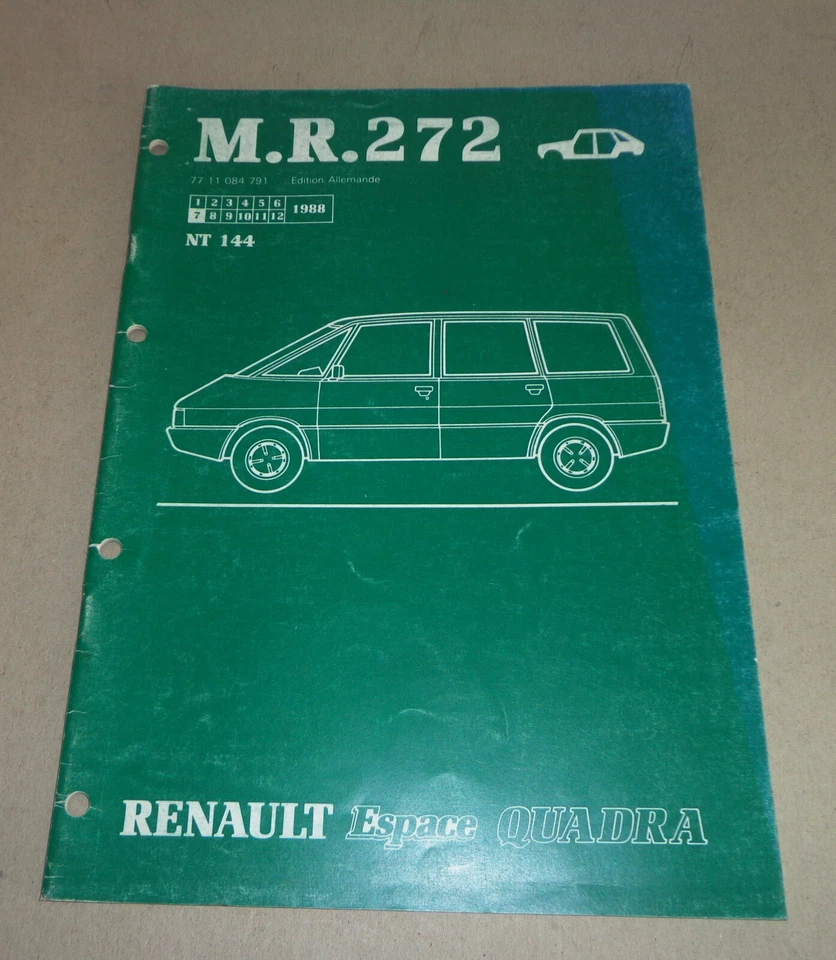 M.R.272
77 11 084 791 Edition Allemande
1 2 3 4 5 6 1988
7 8 9 10 11 12
NT 144
RENAULT Espace QUADRA